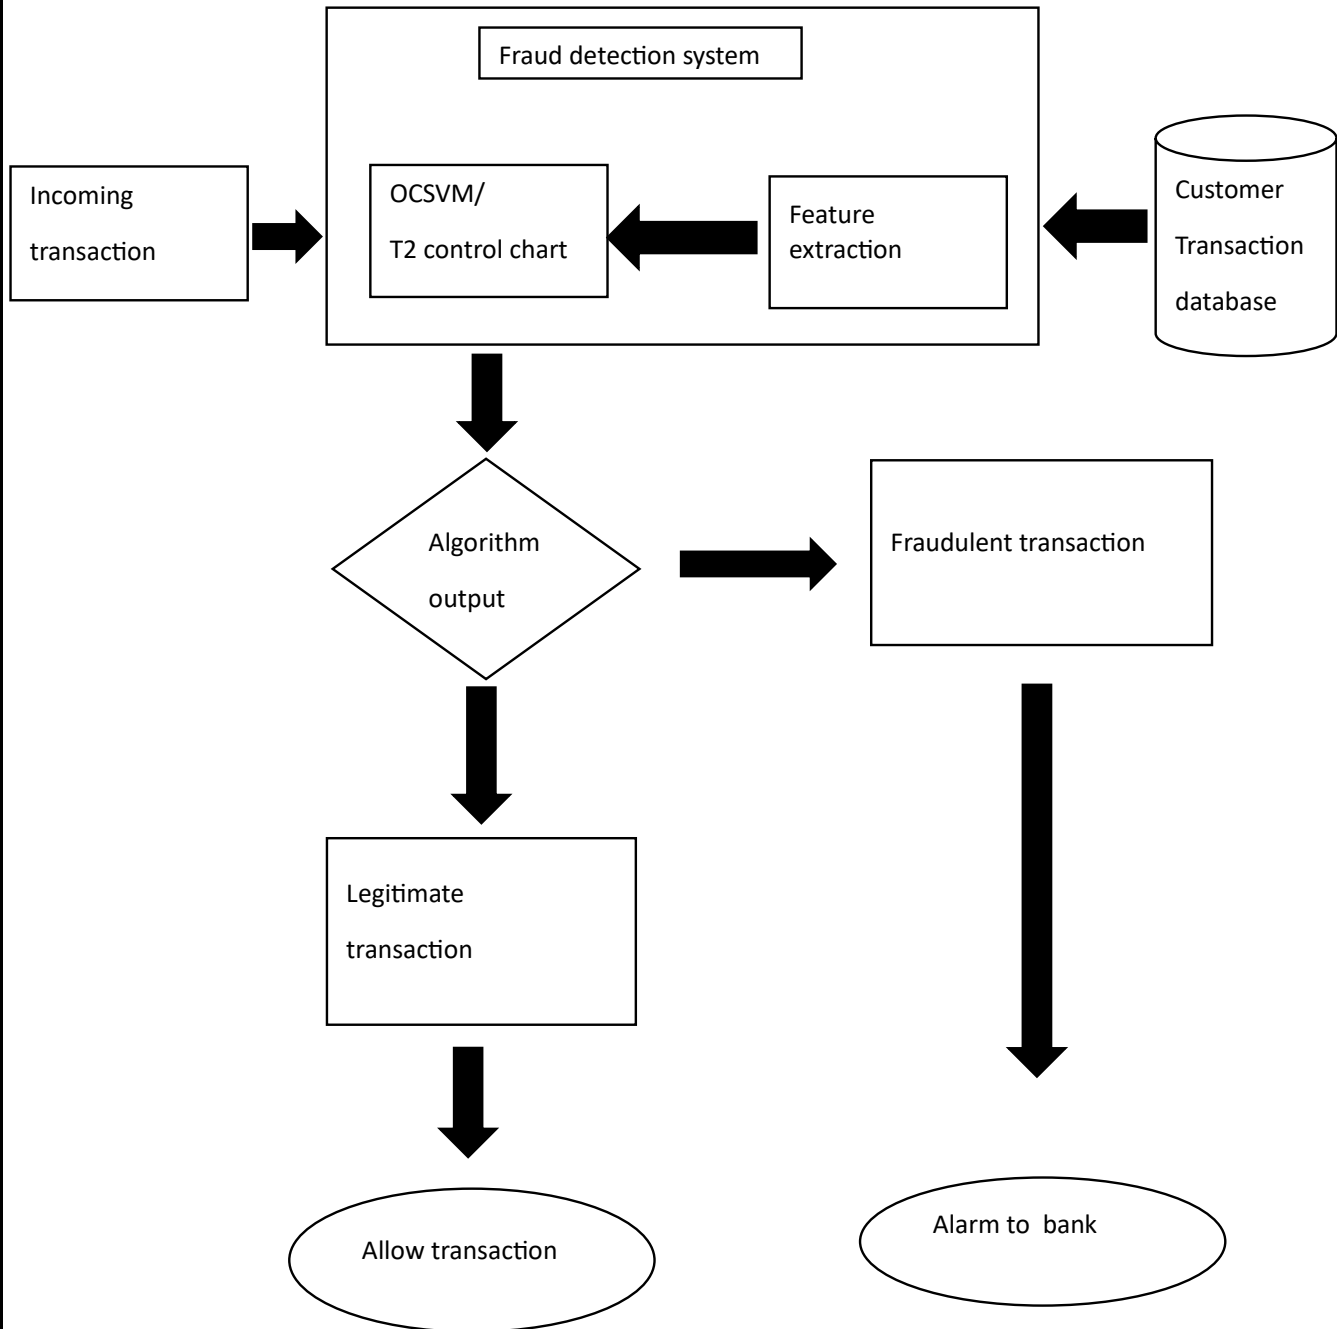 Fraud detection system
Incoming
transaction
OCSVM/
T2 control chart
Feature
extraction
Customer
Transaction
database
Algorithm
output
Fraudulent transaction
Legitimate
transaction
Allow transaction
Alarm to  bank